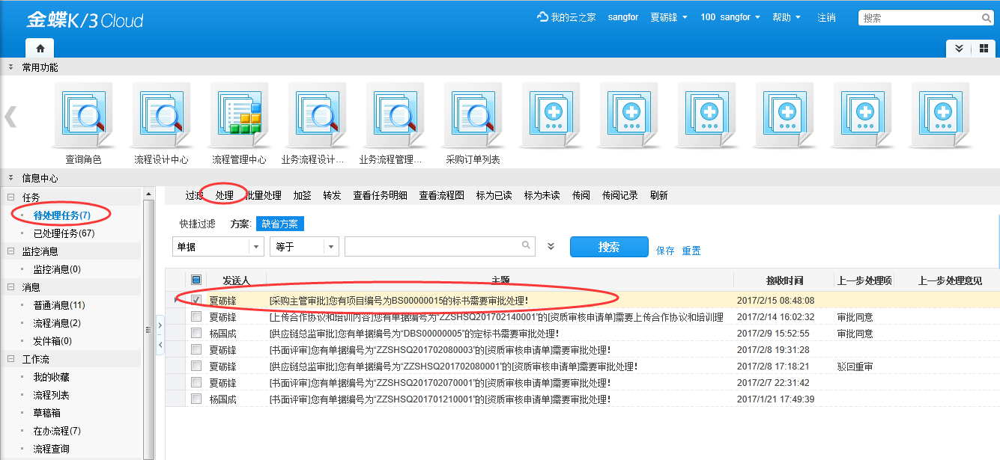 金蝶K/3 Cloud
我的云之家 sangfor 夏砺锋 100 sangfor 帮助 注销 搜索
常用功能
查询角色 流程设计中心 流程管理中心 业务流程设计... 业务流程管理... 采购订单列表
信息中心
任务
待处理任务(7)
已处理任务(67)
监控消息
监控消息(0)
消息
普通消息(11)
流程消息(2)
发件箱(0)
工作流
我的收藏
流程列表
草稿箱
在办流程(7)
流程查询
过滤 处理 批量处理 加签 转发 查看任务明细 查看流程图 标为已读 标为未读 传阅 传阅记录 刷新
快捷过滤 方案: 缺省方案
单据 等于 搜索 保存 重置
发送人 主题 接收时间 上一步处理项 上一步处理意见
夏砺锋 [采购主管审批]您有项目编号为BS00000015的标书需要审批处理! 2017/2/15 08:48:08
夏砺锋 [上传合作协议和培训内容]您有单据编号为“ZZSHSQ201702140001”的[资质审核申请单]需要上传合作协议和培训理 2017/2/14 16:02:32 审批同意
杨国成 [供应链总监审批]您有单据编号为“DBS00000005”的定标书需要审批处理! 2017/2/9 15:52:55 审批同意
夏砺锋 [书面评审]您有单据编号为“ZZSHSQ201702080003”的[资质审核申请单]需要审批处理! 2017/2/8 19:31:28
夏砺锋 [供应链总监审批]您有单据编号为“ZZSHSQ201702080001”的[资质审核申请单]需要审批处理! 2017/2/8 17:18:21 驳回重审
夏砺锋 [书面评审]您有单据编号为“ZZSHSQ201702070001”的[资质审核申请单]需要审批处理! 2017/2/7 22:31:42
杨国成 [书面评审]您有单据编号为“ZZSHSQ201701210001”的[资质审核申请单]需要审批处理! 2017/1/21 17:49:39